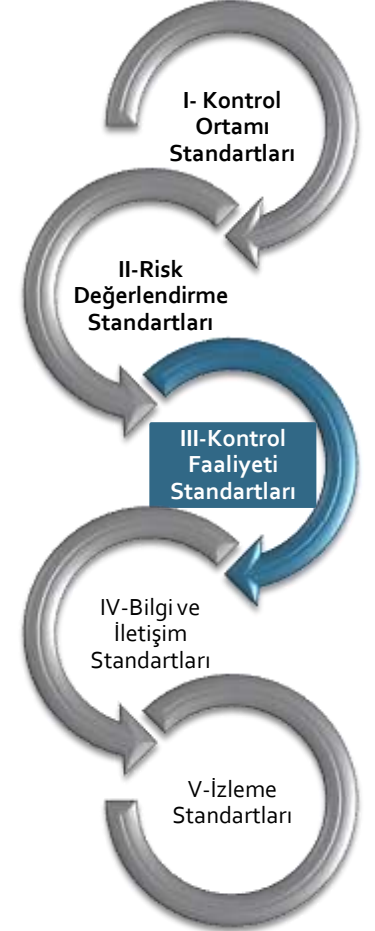 I- Kontrol
Ortamı
Standartları
II-Risk
Değerlendirme
Standartları
III-Kontrol
Faaliyeti
Standartları
IV-Bilgi ve
İletişim
Standartları
V-İzleme
Standartları